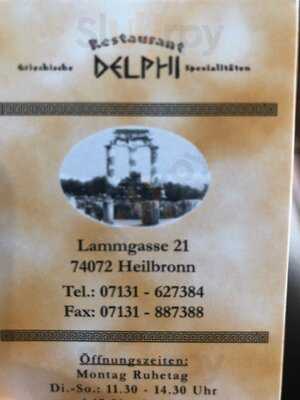 Restaurant
Griechische DELPHI Spezialitäten
Lammgasse 21
74072 Heilbronn
Tel.: 07131 - 627384
Fax: 07131 - 887388
Öffnungszeiten:
Montag Ruhetag
Di.-So.: 11.30 - 14.30 Uhr